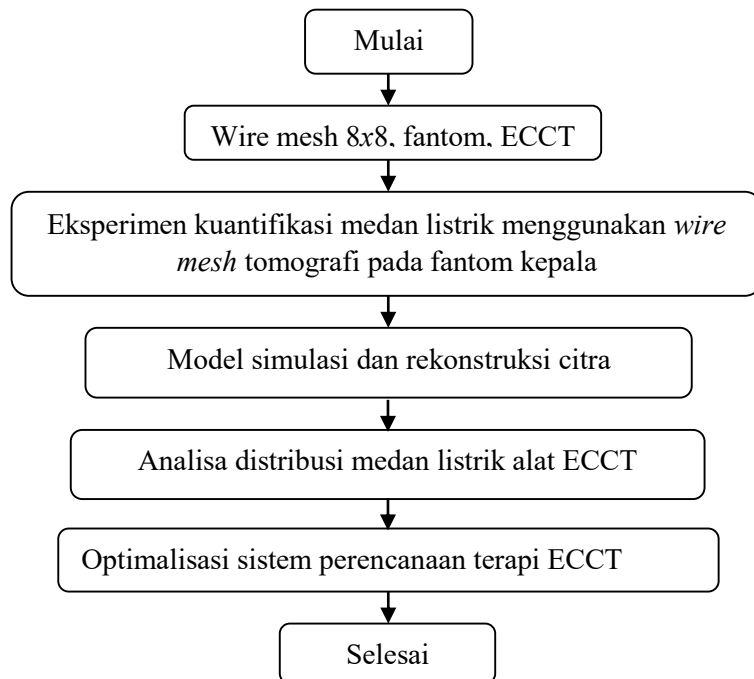 Mulai
Wire mesh 8x8, fantom, ECCT
Eksperimen kuantifikasi medan listrik menggunakan wire
mesh tomografi pada fantom kepala
Model simulasi dan rekonstruksi citra
Analisa distribusi medan listrik alat ECCT
Optimalisasi sistem perencanaan terapi ECCT
Selesai